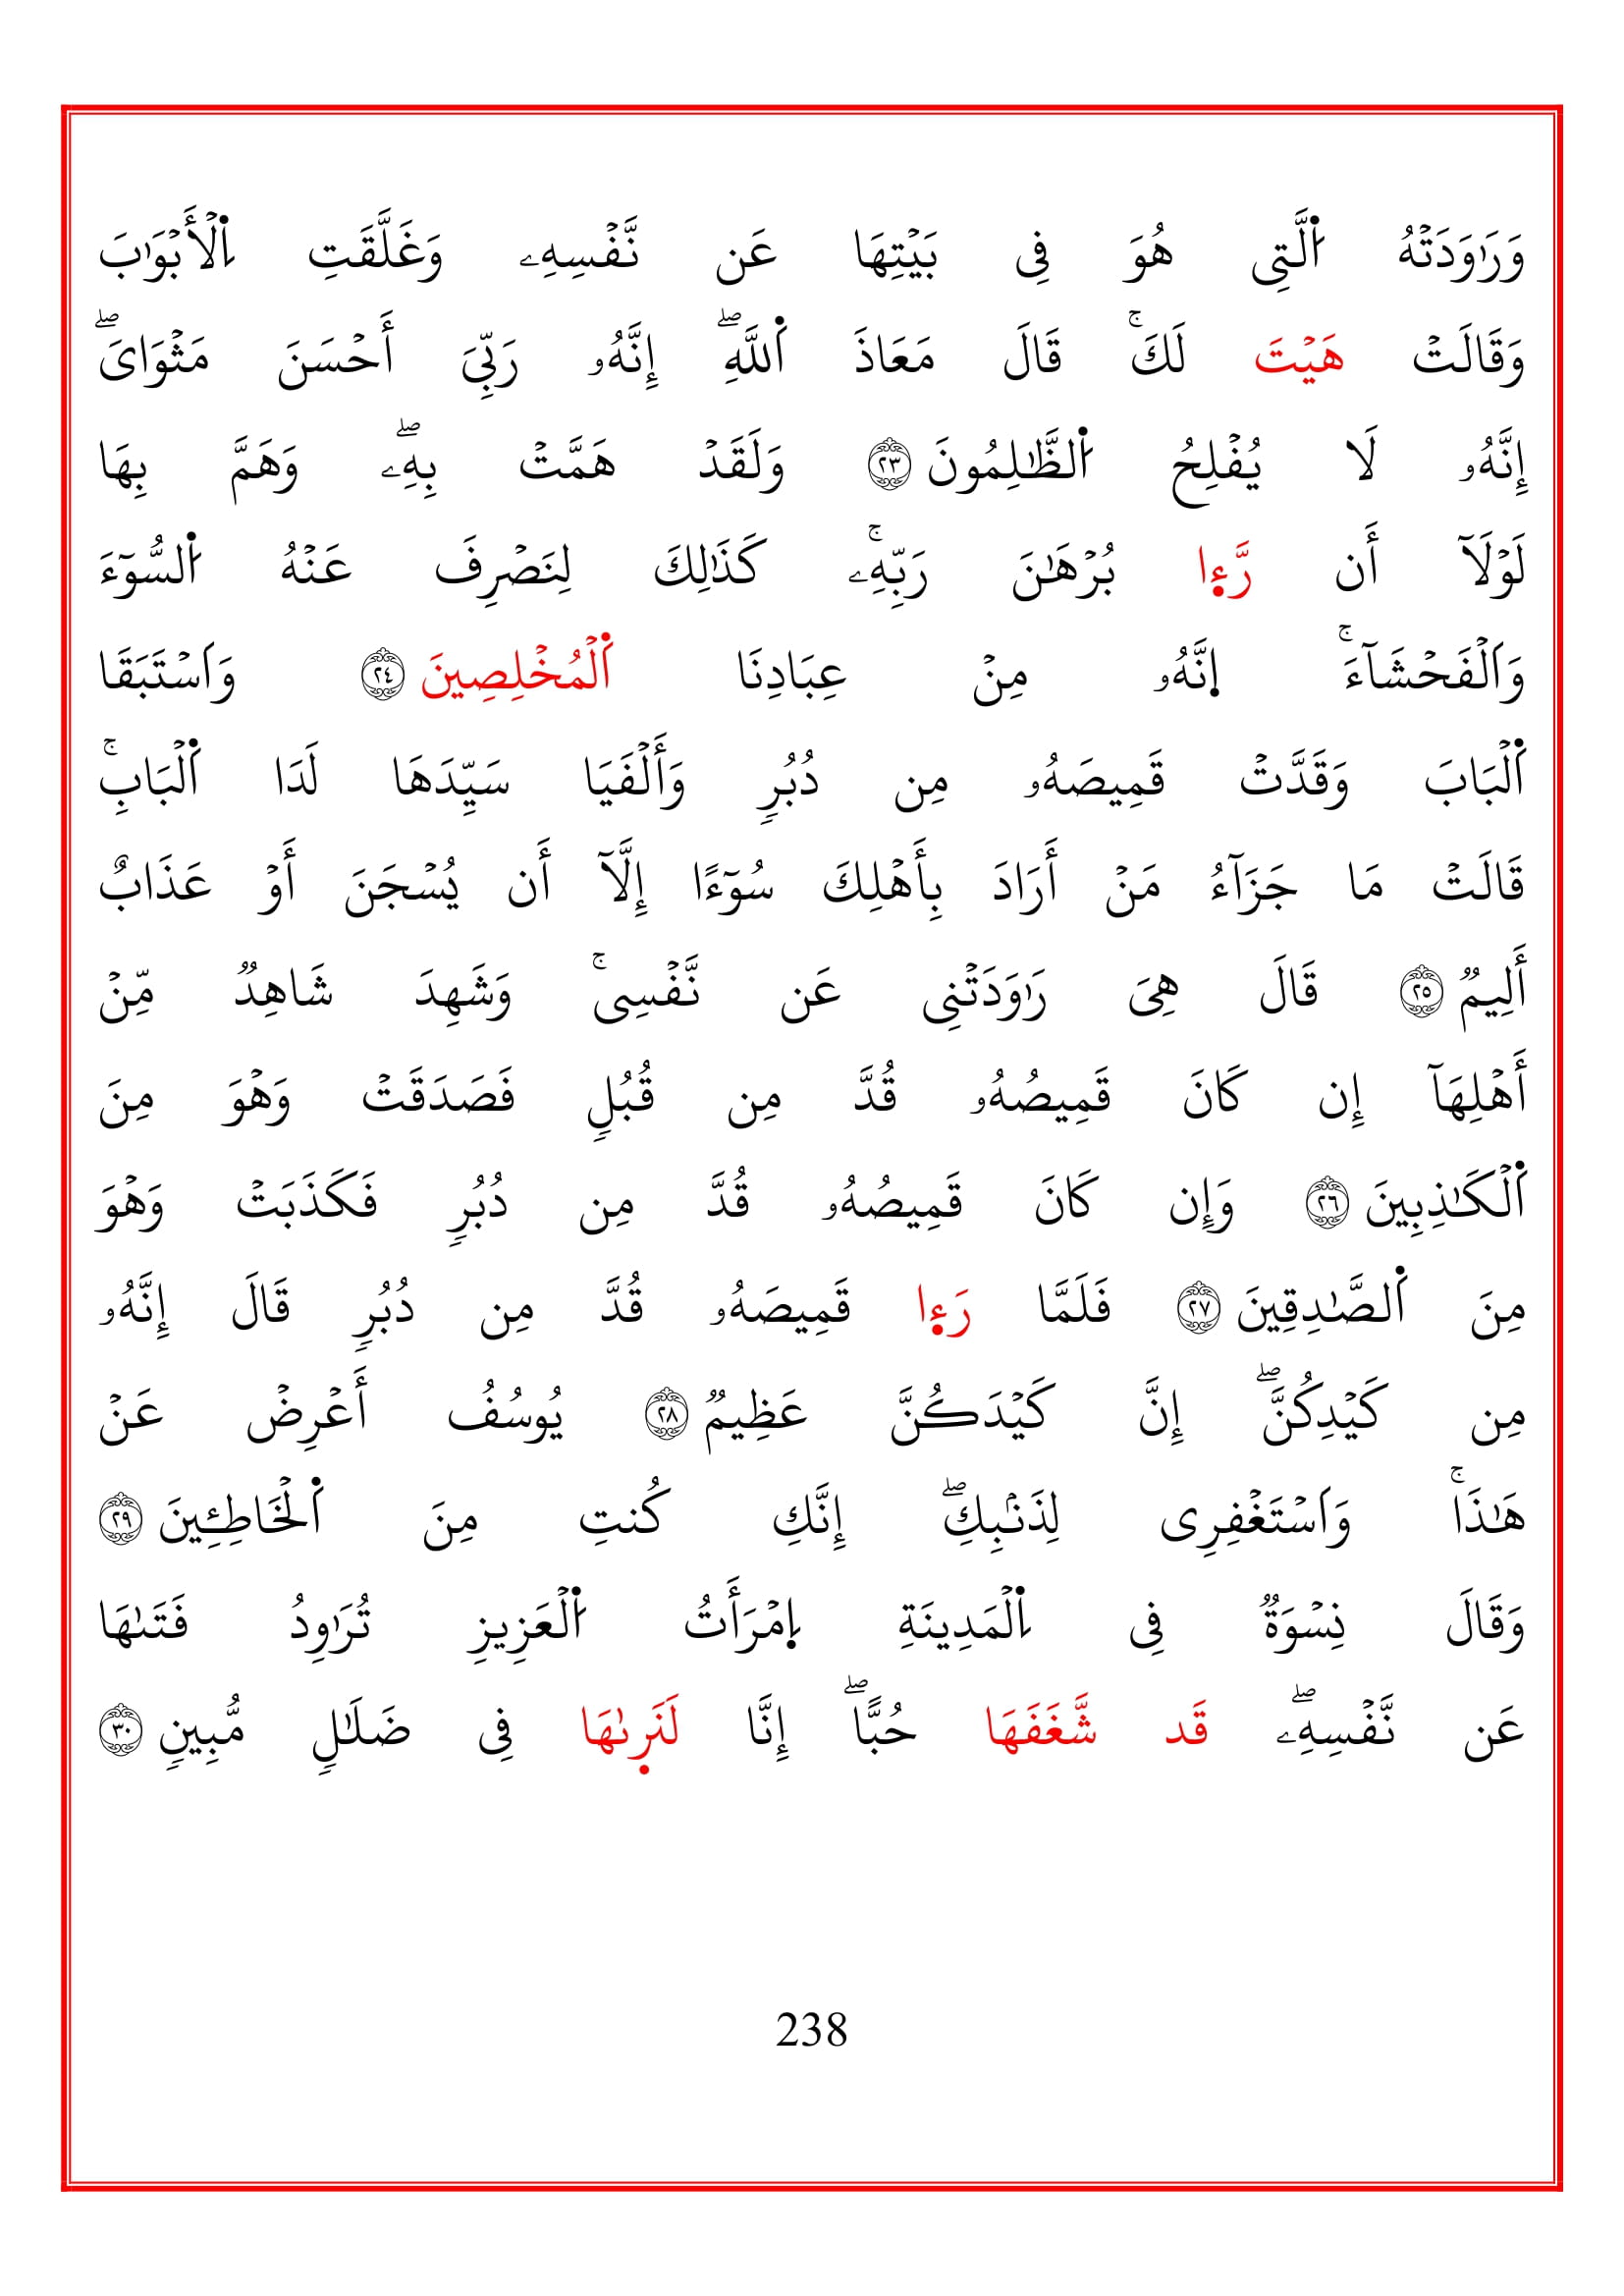 وَرَٰوَدَتۡهُ ٱلَّتِى هُوَ فِى بَيۡتِهَا عَن نَّفۡسِهِۦ وَغَلَّقَتِ ٱلۡأَبۡوَٰبَ
وَقَالَتۡ هَيۡتَ لَكَۚ قَالَ مَعَاذَ ٱللَّهِۖ إِنَّهُۥ رَبِّىَ أَحۡسَنَ مَثۡوَاىَۖ
إِنَّهُۥ لَا يُفۡلِحُ ٱلظَّٰلِمُونَ ٢٣ وَلَقَدۡ هَمَّتۡ بِهِۦۖ وَهَمَّ بِهَا
لَوۡلَآ أَن رَّءِا بُرۡهَٰنَ رَبِّهِۦۚ كَذَٰلِكَ لِنَصۡرِفَ عَنۡهُ ٱلسُّوٓءَ
وَٱلۡفَحۡشَآءَۚ ا۪نَّهُۥ مِنۡ عِبَادِنَا ٱلۡمُخۡلِصِينَ ٢٤ وَٱسۡتَبَقَا
ٱلۡبَابَ وَقَدَّتۡ قَمِيصَهُۥ مِن دُبُرٍ وَأَلۡفَيَا سَيِّدَهَا لَدَا ٱلۡبَابِۚ
قَالَتۡ مَا جَزَآءُ مَنۡ أَرَادَ بِأَهۡلِكَ سُوٓءًا إِلَّآ أَن يُسۡجَنَ أَوۡ عَذَابٌ
أَلِيمٌ ٢٥ قَالَ هِىَ رَٰوَدَتۡنِى عَن نَّفۡسِىۚ وَشَهِدَ شَاهِدٌ مِّنۡ
أَهۡلِهَآ إِن كَانَ قَمِيصُهُۥ قُدَّ مِن قُبُلٍ فَصَدَقَتۡ وَهۡوَ مِنَ
ٱلۡكَٰذِبِينَ ٢٦ وَإِن كَانَ قَمِيصُهُۥ قُدَّ مِن دُبُرٍ فَكَذَبَتۡ وَهۡوَ
مِنَ ٱلصَّٰدِقِينَ ٢٧ فَلَمَّا رَءِا قَمِيصَهُۥ قُدَّ مِن دُبُرٍ قَالَ إِنَّهُۥ
مِن كَيۡدِكُنَّۖ إِنَّ كَيۡدَكُنَّ عَظِيمٌ ٢٨ يُوسُفُ أَعۡرِضۡ عَنۡ
هَٰذَاۚ وَٱسۡتَغۡفِرِى لِذَنۢبِكِۖ إِنَّكِ كُنتِ مِنَ ٱلۡخَاطِـِٔينَ ٢٩
وَقَالَ نِسۡوَةٌ فِى ٱلۡمَدِينَةِ ٱمۡرَأَتُ ٱلۡعَزِيزِ تُرَٰوِدُ فَتَىٰهَا
عَن نَّفۡسِهِۦۖ قَد شَّغَفَهَا حُبًّاۖ إِنَّا لَنَرٜىٰهَا فِى ضَلَٰلٍ مُّبِينٍ ٣٠
238